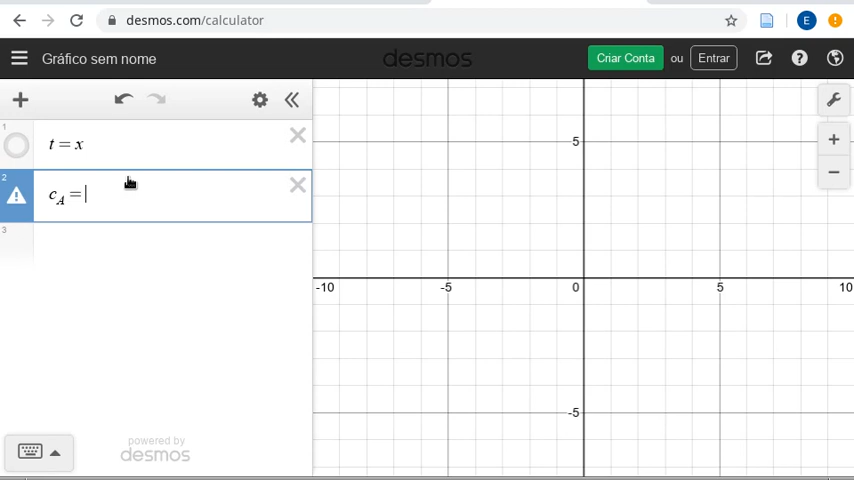 desmos.com/calculator
E
Gráfico sem nome
desmos
Criar Conta
ou
Entrar
1
t = x
2
c_A =
3
powered by
desmos
5
-10
-5
0
5
10
-5